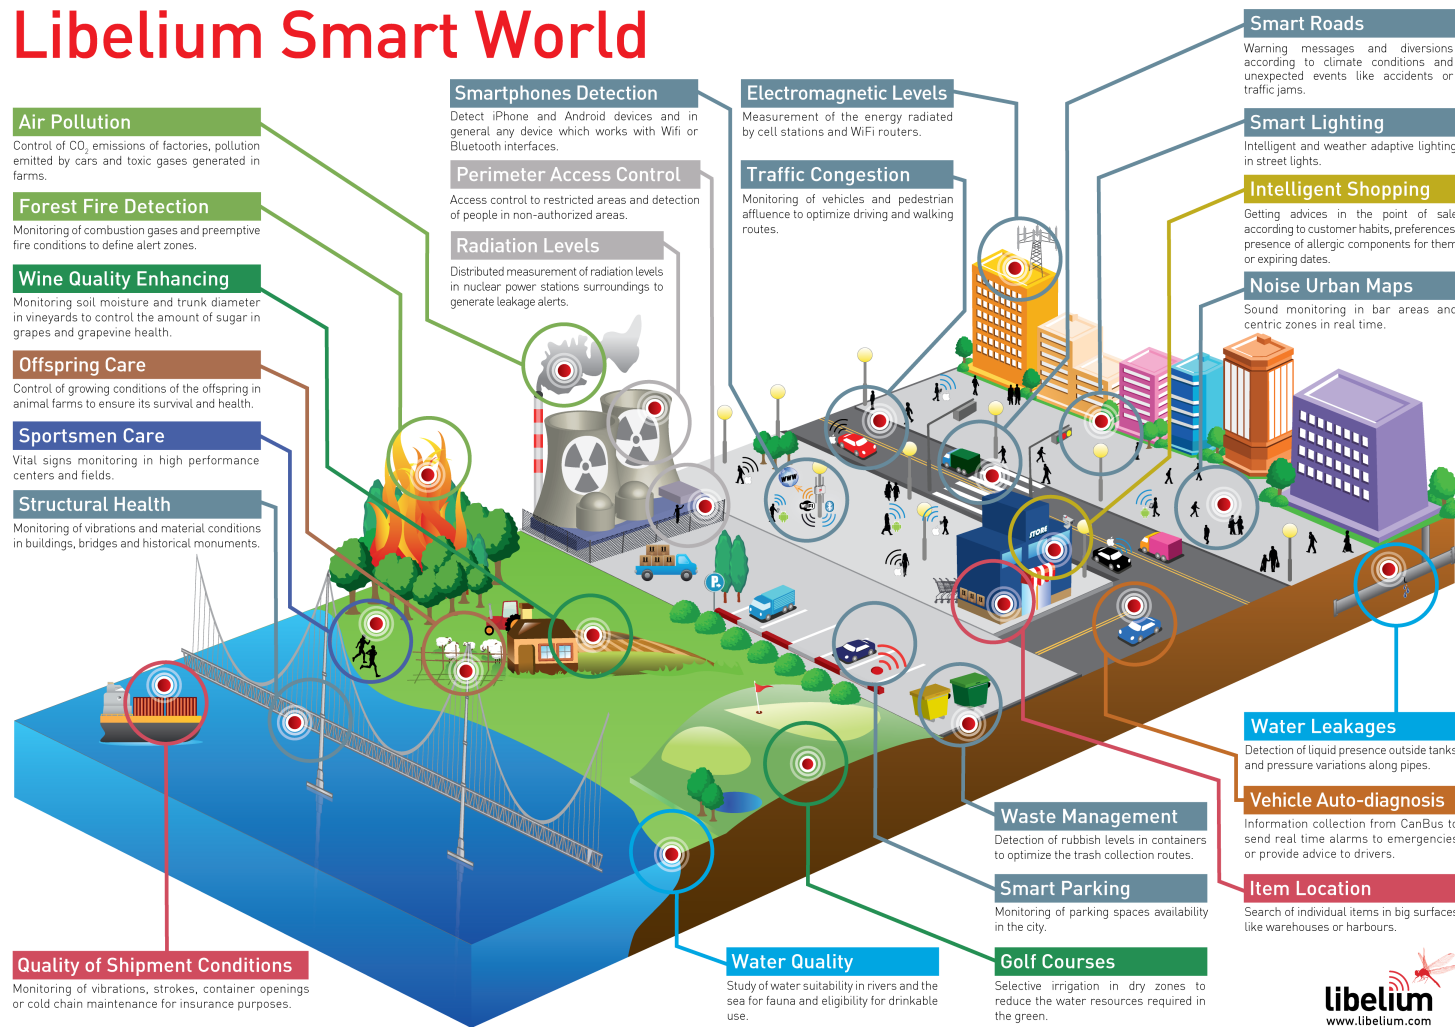 Libelium Smart World
Air Pollution
Control of CO₂ emissions of factories, pollution
emitted by cars and toxic gases generated in
farms.
Forest Fire Detection
Monitoring of combustion gases and preemptive
fire conditions to define alert zones.
Wine Quality Enhancing
Monitoring soil moisture and trunk diameter
in vineyards to control the amount of sugar in
grapes and grapevine health.
Offspring Care
Control of growing conditions of the offspring in
animal farms to ensure its survival and health.
Sportsmen Care
Vital signs monitoring in high performance
centers and fields.
Structural Health
Monitoring of vibrations and material conditions
in buildings, bridges and historical monuments.
Quality of Shipment Conditions
Monitoring of vibrations, strokes, container openings
or cold chain maintenance for insurance purposes.
Smartphones Detection
Detect iPhone and Android devices and in
general any device which works with Wifi or
Bluetooth interfaces.
Perimeter Access Control
Access control to restricted areas and detection
of people in non-authorized areas.
Radiation Levels
Distributed measurement of radiation levels
in nuclear power stations surroundings to
generate leakage alerts.
Electromagnetic Levels
Measurement of the energy radiated
by cell stations and WiFi routers.
Traffic Congestion
Monitoring of vehicles and pedestrian
affluence to optimize driving and walking
routes.
Smart Roads
Warning messages and diversions
according to climate conditions and
unexpected events like accidents or
traffic jams.
Smart Lighting
Intelligent and weather adaptive lighting
in street lights.
Intelligent Shopping
Getting advices in the point of sale
according to customer habits, preferences,
presence of allergic components for them
or expiring dates.
Noise Urban Maps
Sound monitoring in bar areas and
centric zones in real time.
www
STORE
P
Water Leakages
Detection of liquid presence outside tanks
and pressure variations along pipes.
Vehicle Auto-diagnosis
Information collection from CanBus to
send real time alarms to emergencies
or provide advice to drivers.
Item Location
Search of individual items in big surfaces
like warehouses or harbours.
Waste Management
Detection of rubbish levels in containers
to optimize the trash collection routes.
Smart Parking
Monitoring of parking spaces availability
in the city.
Golf Courses
Selective irrigation in dry zones to
reduce the water resources required in
the green.
Water Quality
Study of water suitability in rivers and the
sea for fauna and eligibility for drinkable
use.
libelium
www.libelium.com